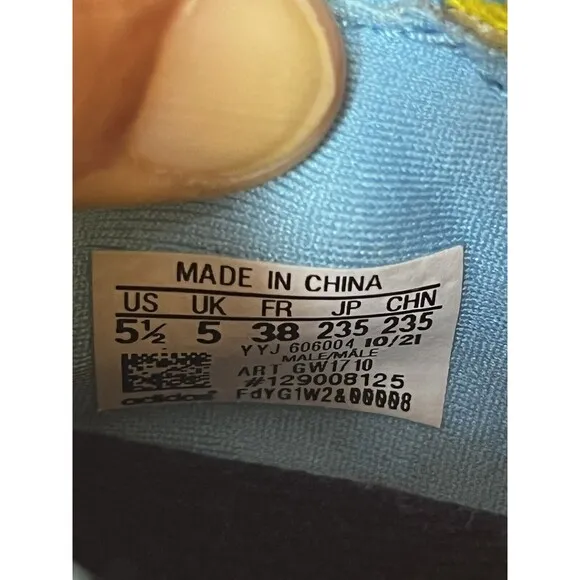 MADE IN CHINA
US UK FR JP CHN
5½ 5 38 235 235
YYJ 606004 10/21
MALE/MÂLE
ART GW1710
#129008125
adidas FdYG1W2&00008